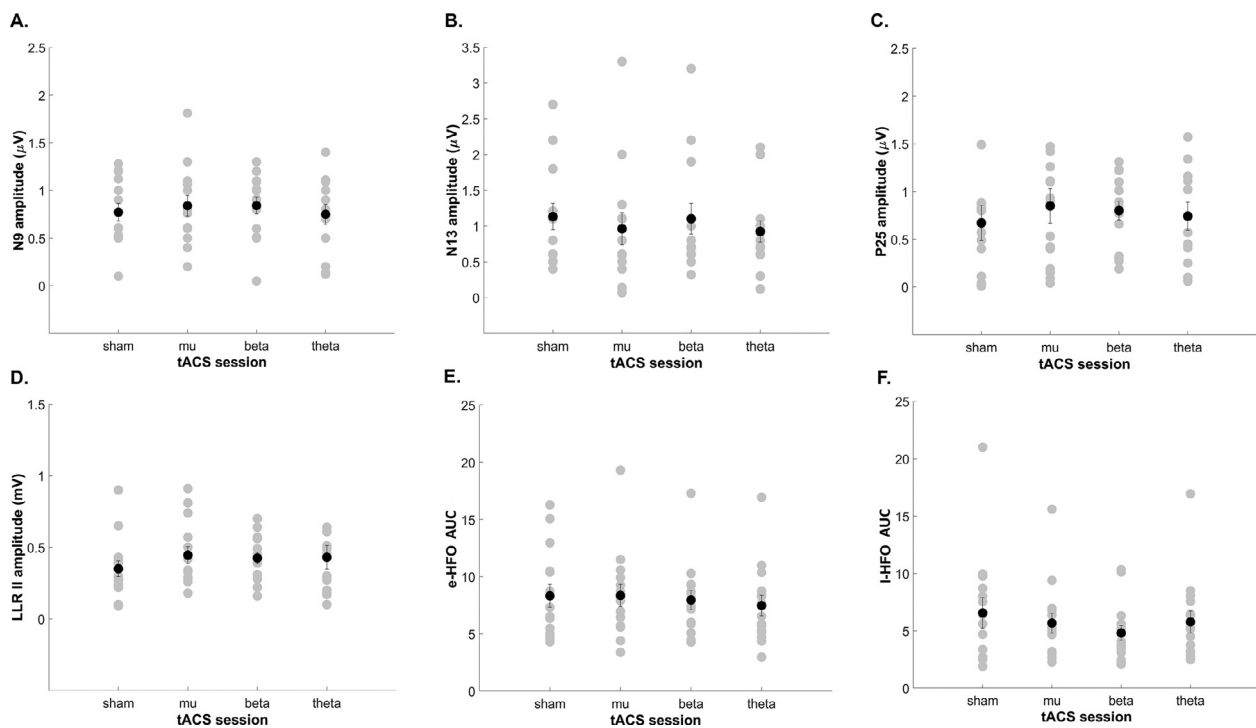 A.
2.5
2
1.5
1
0.5
0
N9 amplitude (μV)
sham mu beta theta
tACS session
B.
3.5
3
2.5
2
1.5
1
0.5
0
N13 amplitude (μV)
sham mu beta theta
tACS session
C.
2.5
2
1.5
1
0.5
0
P25 amplitude (μV)
sham mu beta theta
tACS session
D.
1.5
1
0.5
0
LLR II amplitude (mV)
sham mu beta theta
tACS session
E.
25
20
15
10
5
0
e-HFO AUC
sham mu beta theta
tACS session
F.
25
20
15
10
5
0
l-HFO AUC
sham mu beta theta
tACS session